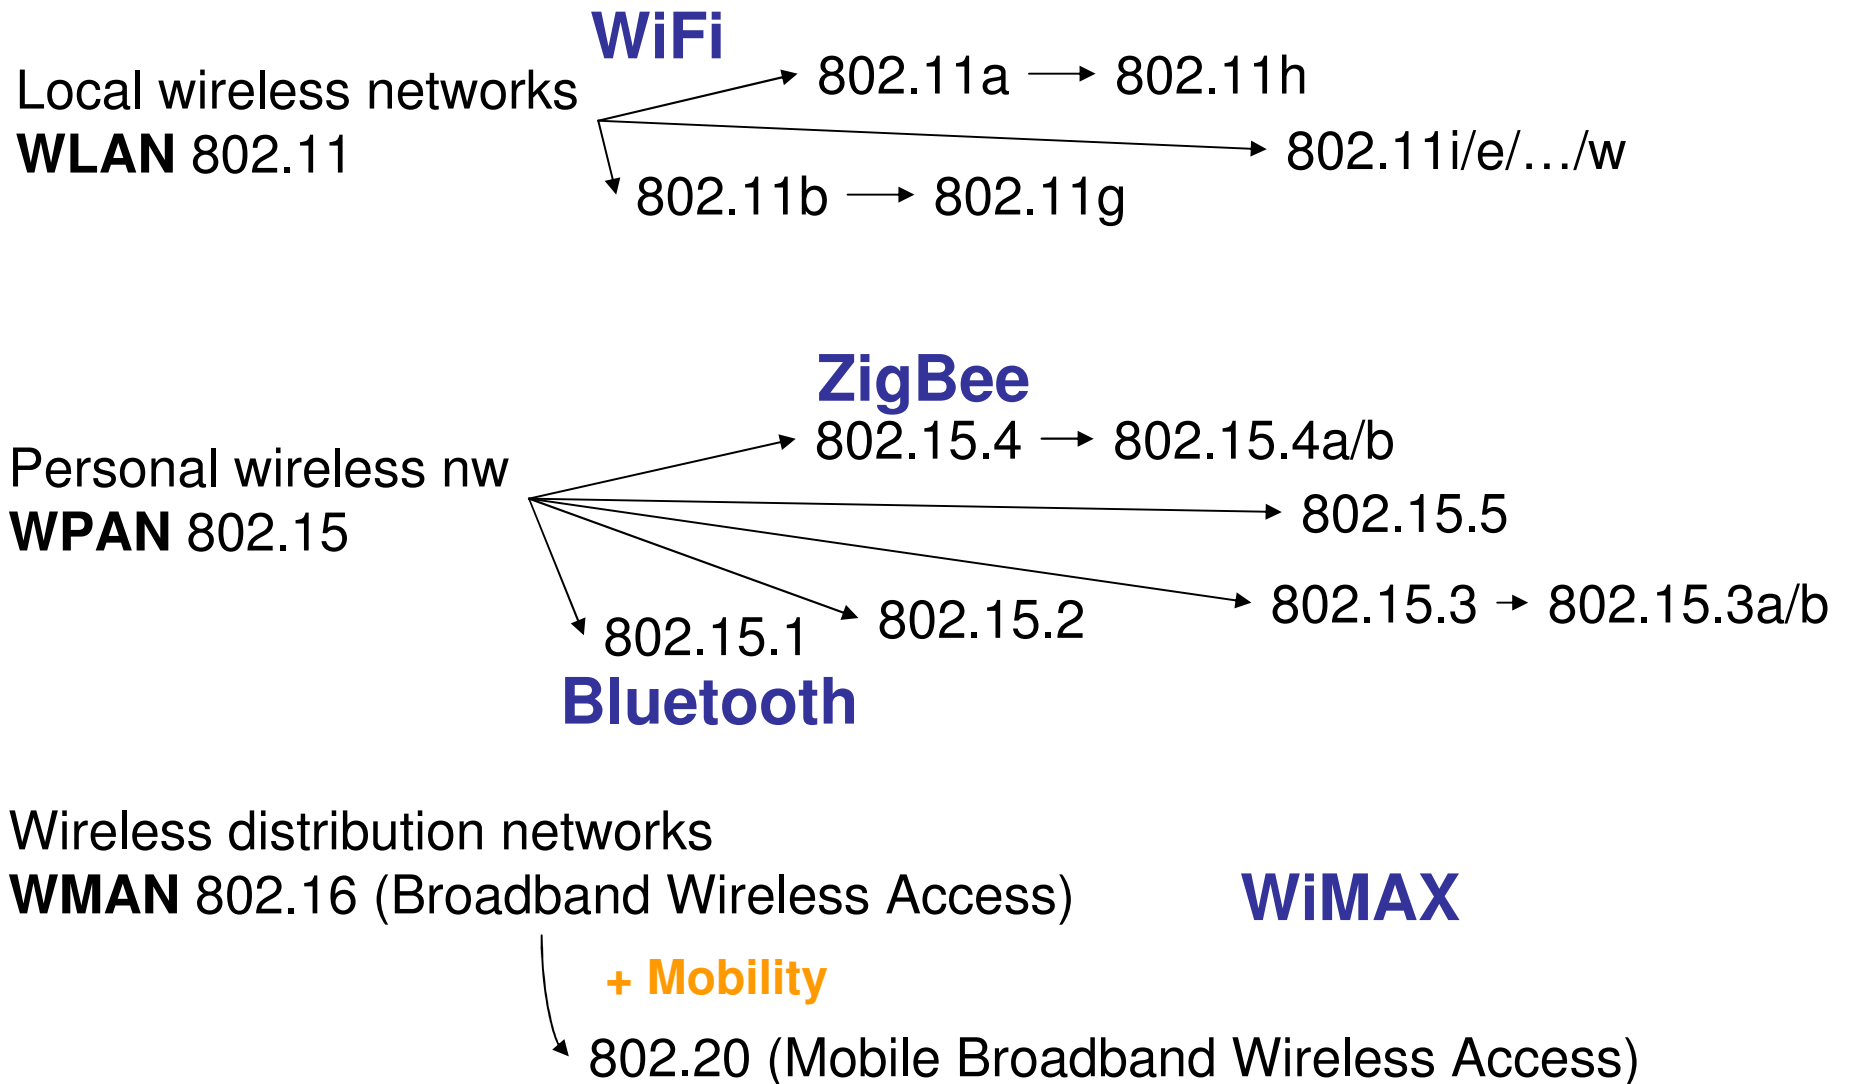 WiFi
Local wireless networks
WLAN 802.11
802.11a
802.11h
802.11i/e/…/w
802.11b
802.11g
ZigBee
Personal wireless nw
WPAN 802.15
802.15.4
802.15.4a/b
802.15.5
802.15.3
802.15.3a/b
802.15.2
802.15.1
Bluetooth
Wireless distribution networks
WMAN 802.16 (Broadband Wireless Access)
WiMAX
+ Mobility
802.20 (Mobile Broadband Wireless Access)